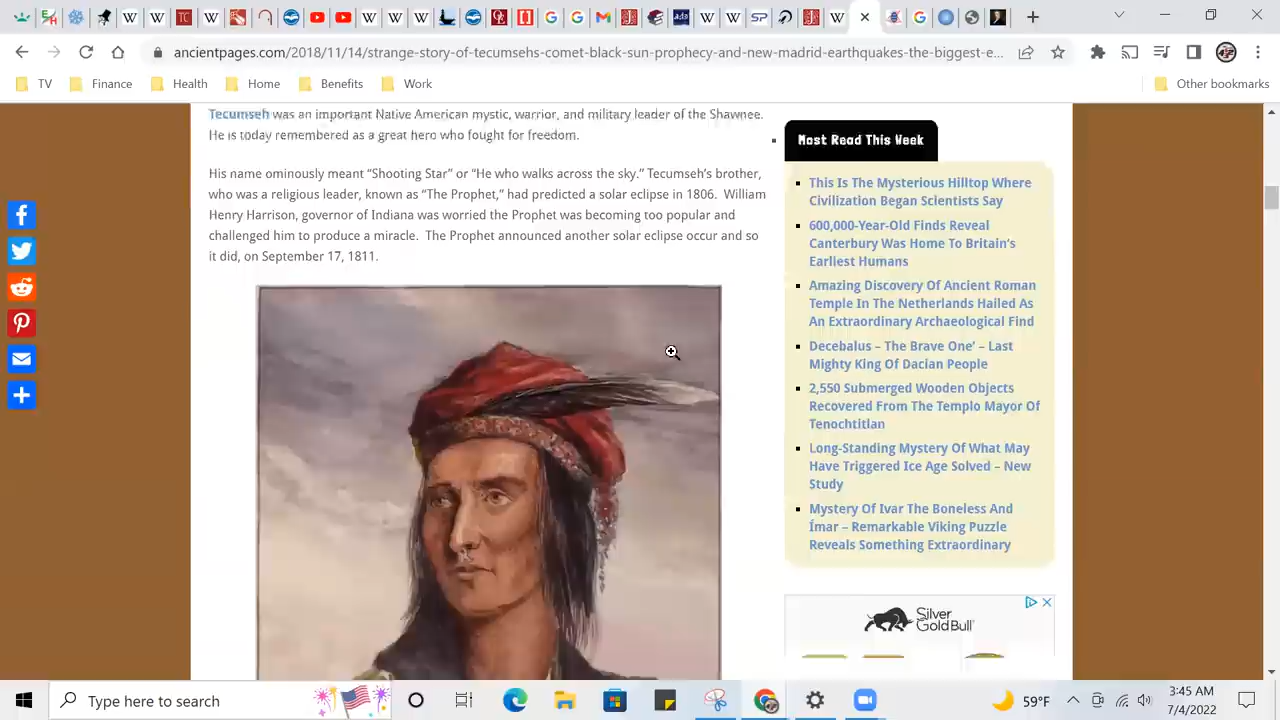 ancientpages.com/2018/11/14/strange-story-of-tecumsehs-comet-black-sun-prophecy-and-new-madrid-earthquakes-the-biggest-e...
TV Finance Health Home Benefits Work Other bookmarks
Tecumseh was an important Native American mystic, warrior, and military leader of the Shawnee.
He is today remembered as a great hero who fought for freedom.
His name ominously meant “Shooting Star” or “He who walks across the sky.” Tecumseh’s brother,
who was a religious leader, known as “The Prophet,” had predicted a solar eclipse in 1806. William
Henry Harrison, governor of Indiana was worried the Prophet was becoming too popular and
challenged him to produce a miracle. The Prophet announced another solar eclipse occur and so
it did, on September 17, 1811.
Most Read This Week
This Is The Mysterious Hilltop Where
Civilization Began Scientists Say
600,000-Year-Old Finds Reveal
Canterbury Was Home To Britain’s
Earliest Humans
Amazing Discovery Of Ancient Roman
Temple In The Netherlands Hailed As
An Extraordinary Archaeological Find
Decebalus – The Brave One’ – Last
Mighty King Of Dacian People
2,550 Submerged Wooden Objects
Recovered From The Templo Mayor Of
Tenochtitlan
Long-Standing Mystery Of What May
Have Triggered Ice Age Solved – New
Study
Mystery Of Ivar The Boneless And
Ímar – Remarkable Viking Puzzle
Reveals Something Extraordinary
Silver
GoldBull
Type here to search
59°F
3:45 AM
7/4/2022